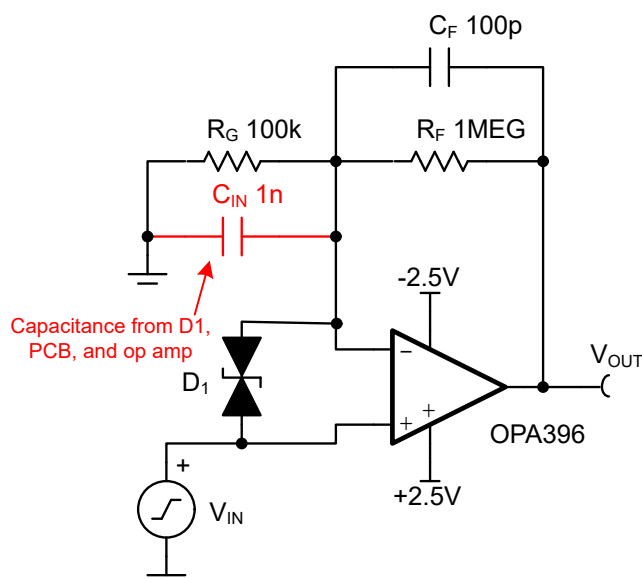 C_F 100p
R_G 100k
R_F 1MEG
C_IN 1n
-2.5V
Capacitance from D1,
PCB, and op amp
V_OUT
D_1
−
+
+
OPA396
+
+2.5V
V_IN